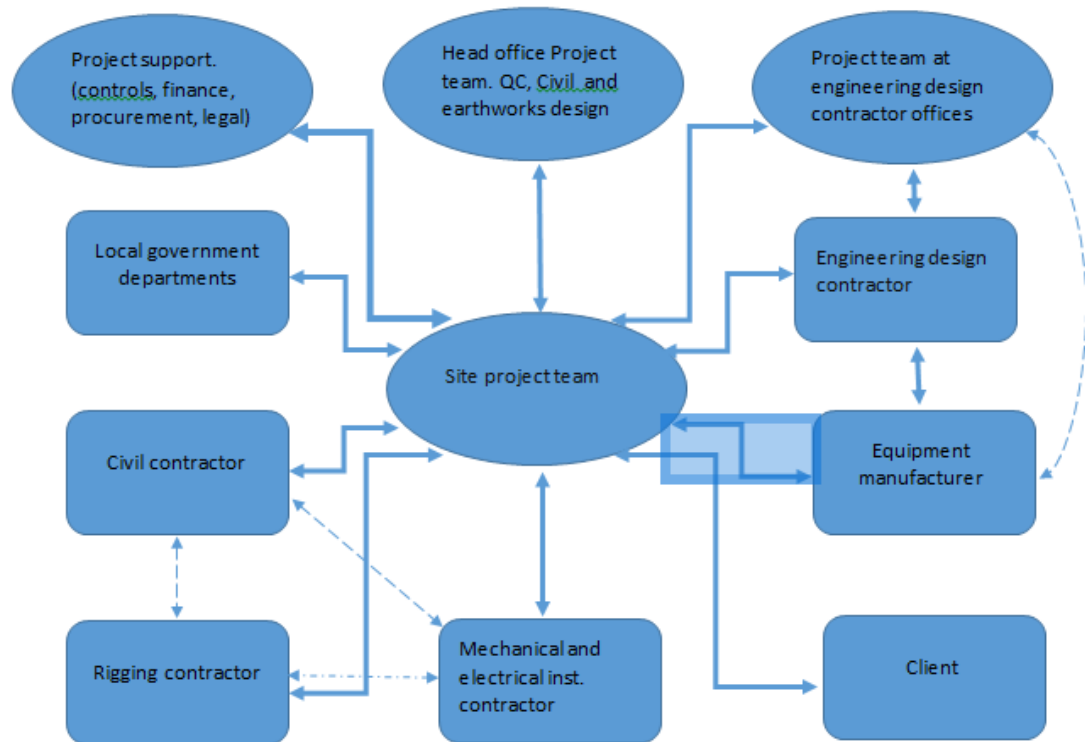 Project support.
(controls, finance,
procurement, legal)
Head office Project
team. QC, Civil and
earthworks design
Project team at
engineering design
contractor offices
Local government
departments
Engineering design
contractor
Site project team
Civil contractor
Equipment
manufacturer
Rigging contractor
Mechanical and
electrical inst.
contractor
Client